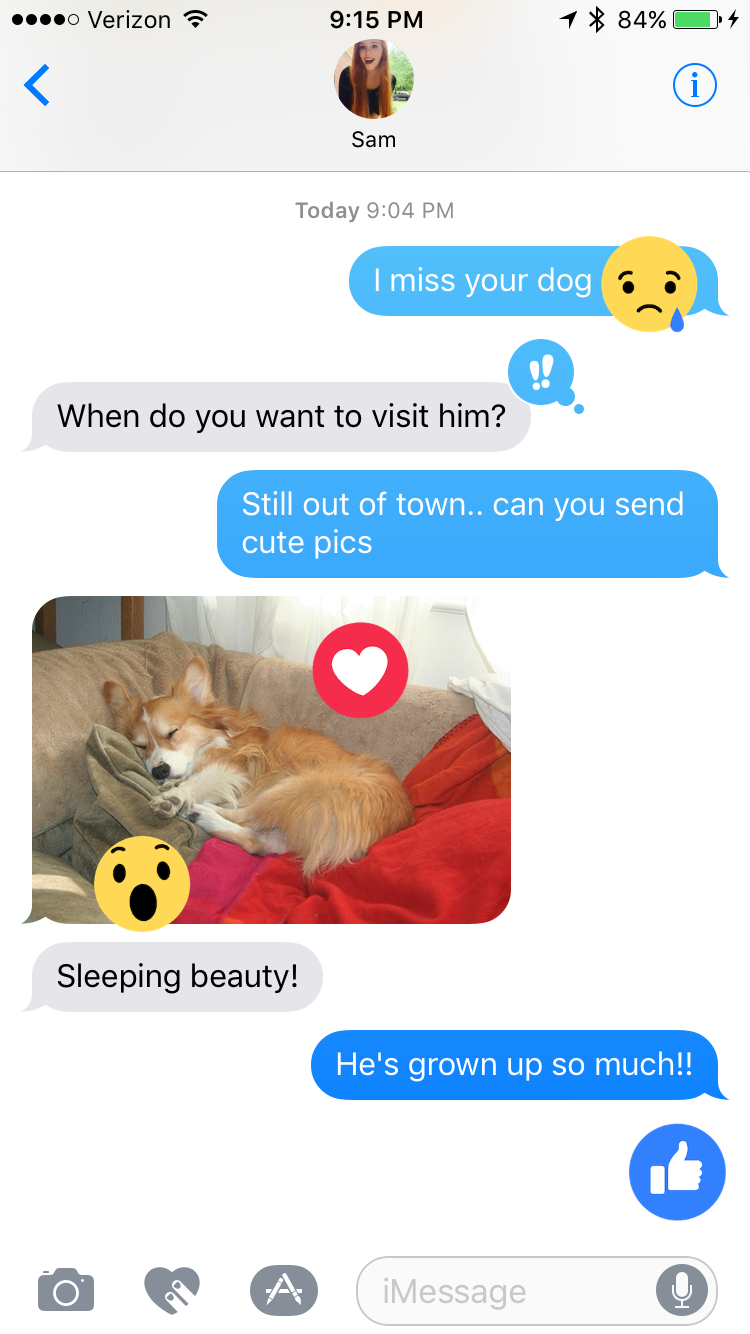 Verizon 9:15 PM 84%
Sam
Today 9:04 PM
I miss your dog
When do you want to visit him?
Still out of town.. can you send
cute pics
Sleeping beauty!
He's grown up so much!!
iMessage